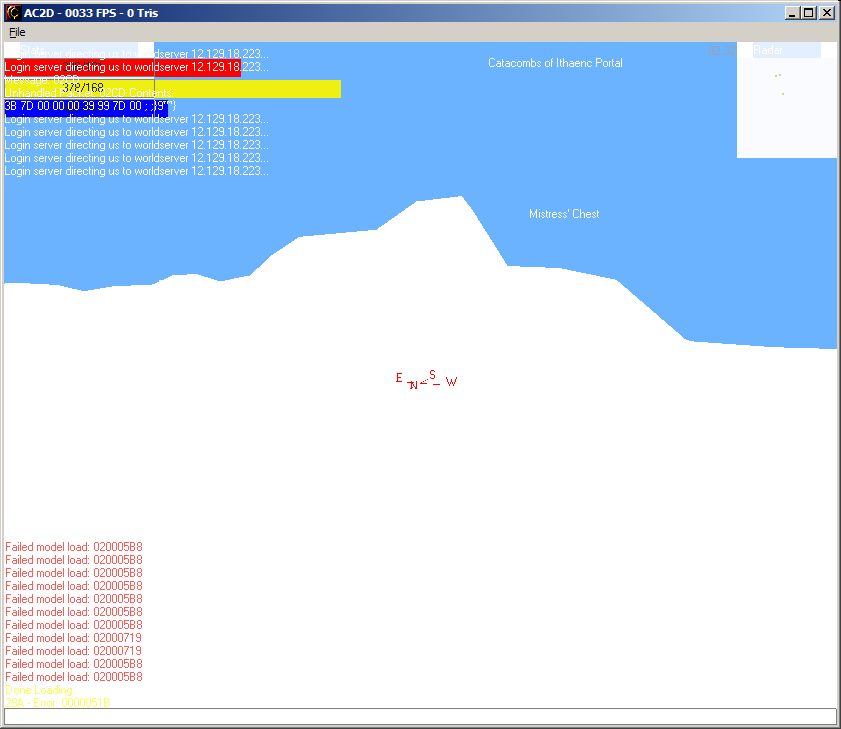 AC2D - 0033 FPS - 0 Tris
File
Stats
Radar
Login server directing us to worldserver 12.129.18.223...
Login server directing us to worldserver 12.129.18.223...
Catacombs of Ithaenc Portal
Message: 02CD
378/168
Unhandled Packet: 02CD Contents:
3B 7D 00 00 00 39 99 7D 00 ; ;}9™}
Login server directing us to worldserver 12.129.18.223...
Login server directing us to worldserver 12.129.18.223...
Login server directing us to worldserver 12.129.18.223...
Login server directing us to worldserver 12.129.18.223...
Login server directing us to worldserver 12.129.18.223...
Mistress' Chest
E N S W
Failed model load: 020005B8
Failed model load: 020005B8
Failed model load: 020005B8
Failed model load: 020005B8
Failed model load: 020005B8
Failed model load: 020005B8
Failed model load: 020005B8
Failed model load: 02000719
Failed model load: 02000719
Failed model load: 020005B8
Failed model load: 020005B8
Done Loading
28A - Error: 0000051B